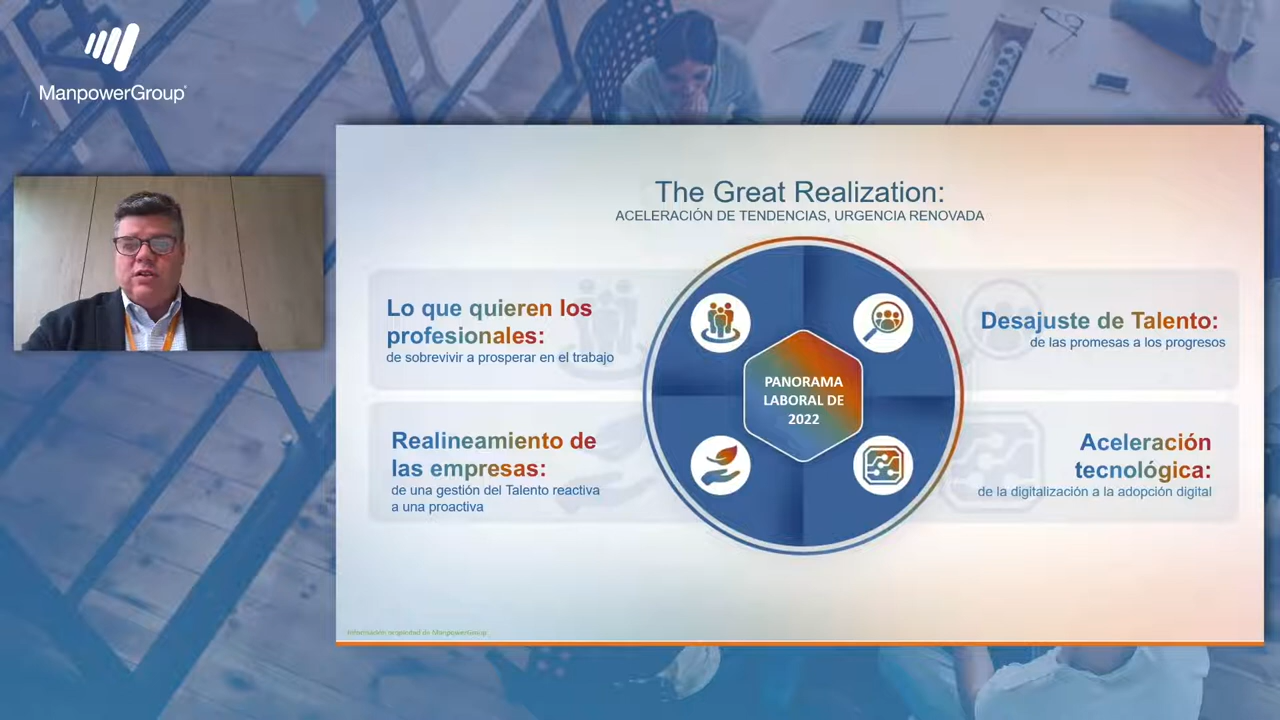 ManpowerGroup
The Great Realization:
ACELERACIÓN DE TENDENCIAS, URGENCIA RENOVADA
Lo que quieren los
profesionales:
de sobrevivir a prosperar en el trabajo
Desajuste de Talento:
de las promesas a los progresos
PANORAMA
LABORAL DE
2022
Realineamiento de
las empresas:
de una gestión del Talento reactiva
a una proactiva
Aceleración
tecnológica:
de la digitalización a la adopción digital